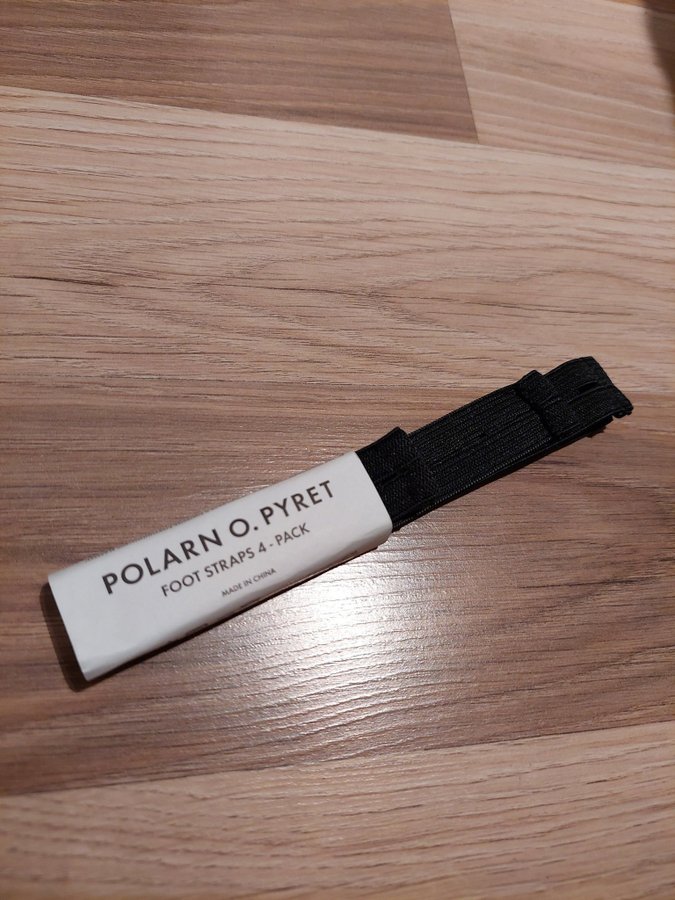 POLARN O. PYRET
FOOT STRAPS 4 - PACK
MADE IN CHINA